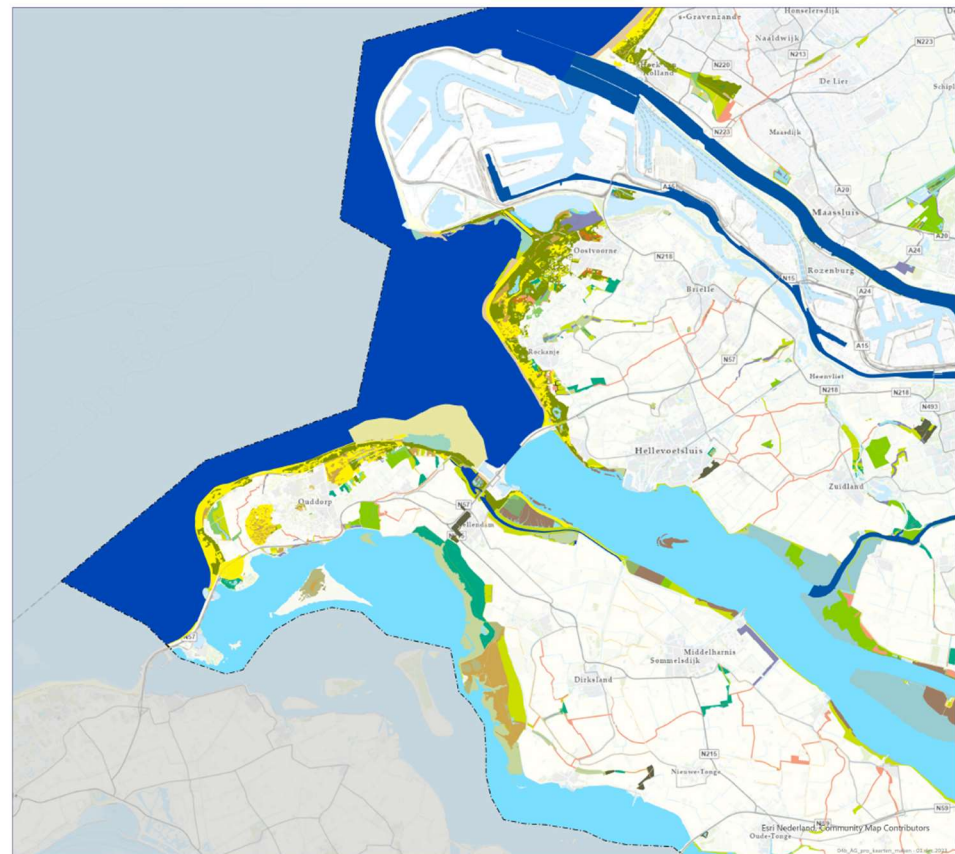 s-Gravenzande
Honselersdijk
Naaldwijk
N213
N223
N220
Hoek van
Holland
De Lier
N223
Maasdijk
A20
Maassluis
A20
A24
Oostvoorne
N218
Rozenburg
N15
A24
Brielle
A15
Rockanje
N57
Heenvliet
N218
N218
N493
Hellevoetsluis
Zuidland
Ouddorp
N57
Stellendam
N57
Middelharnis
Sommelsdijk
Dirksland
N215
Nieuwe-Tonge
N59
Esri Nederland, Community Map Contributors
Oude-Tonge